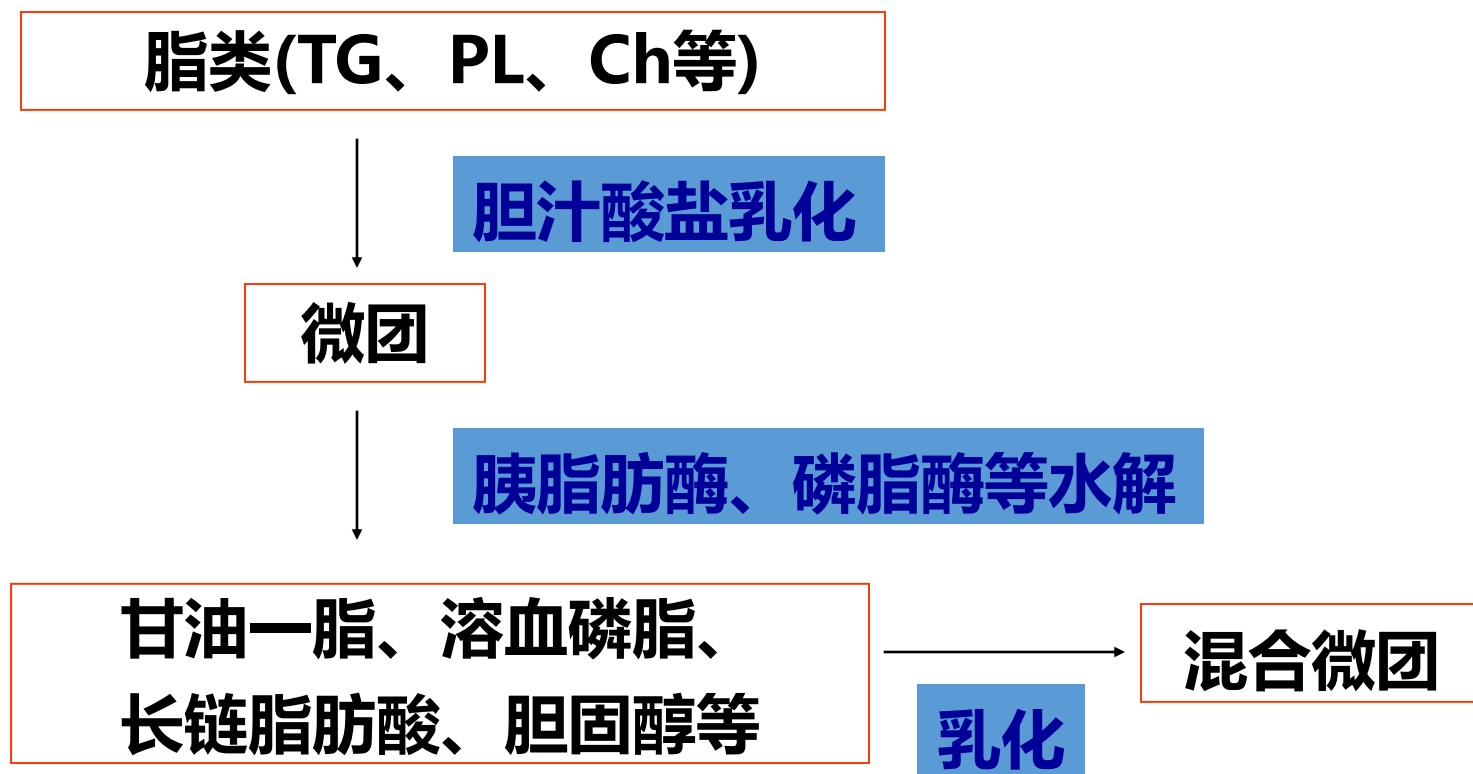 脂类(TG、PL、Ch等)
胆汁酸盐乳化
微团
胰脂肪酶、磷脂酶等水解
甘油一脂、溶血磷脂、
长链脂肪酸、胆固醇等
混合微团
乳化